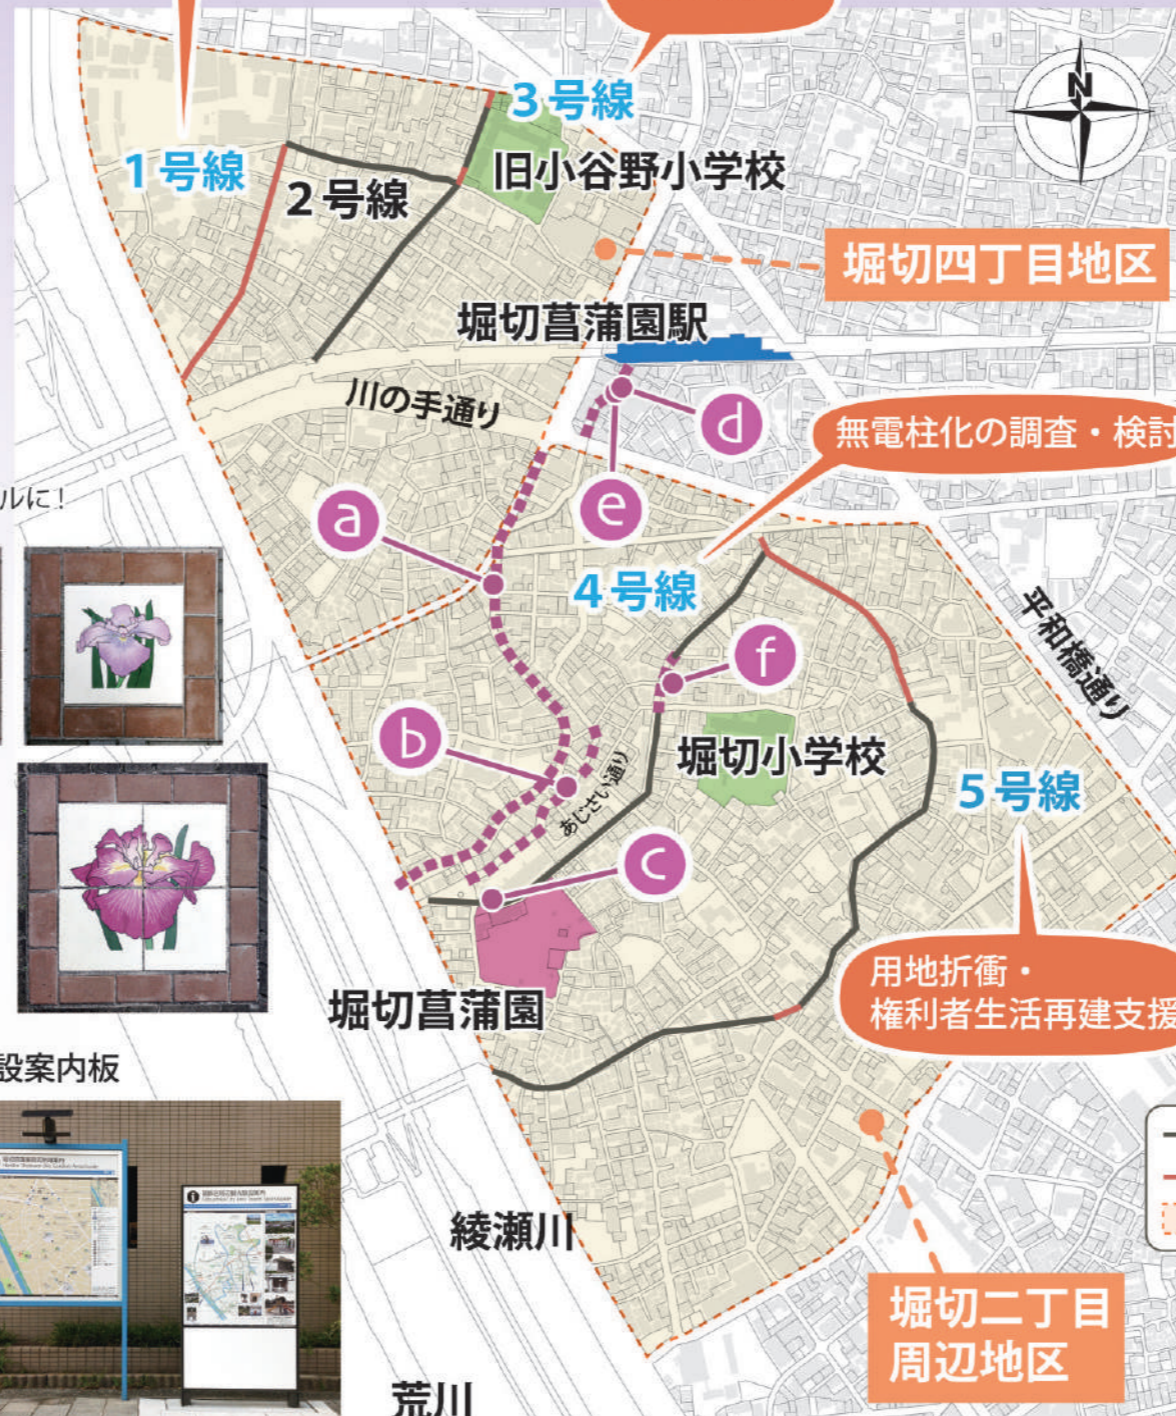 N
3号線
1号線
旧小谷野小学校
2号線
堀切四丁目地区
堀切菖蒲園駅
川の手通り
d
無電柱化の調査・検討
ルに!
a
e
4号線
平和橋通り
f
b
堀切小学校
あじさい通り
5号線
c
用地折衝・
権利者生活再建支援
堀切菖蒲園
設案内板
綾瀬川
堀切二丁目
周辺地区
荒川